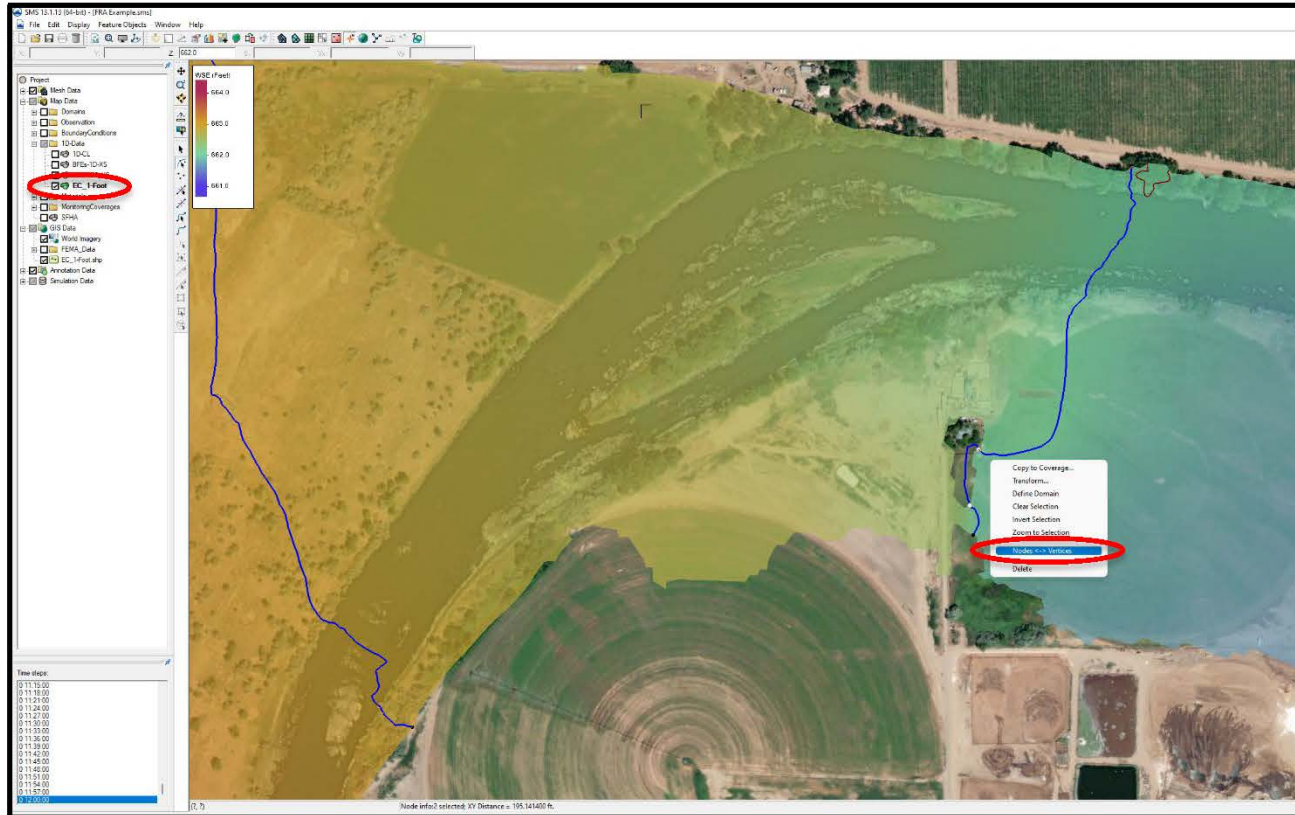 SMS 13.1.13 (64-bit) - [FRA Example.sms]
File Edit Display Feature Objects Window Help
Z: 662.0
Project
Mesh Data
Map Data
Domains
Observation
BoundaryConditions
1D-Data
1D-CL
BFEs-1D-XS
EC_1-Foot
MonitoringCoverages
SFHA
GIS Data
World Imagery
FEMA_Data
EC_1-Foot.shp
Annotation Data
Simulation Data
WSE (Feet)
664.0
662.0
661.0
Copy to Coverage...
Transform...
Define Domain
Clear Selection
Invert Selection
Zoom to Selection
Nodes <-> Vertices
Delete
Time steps:
0 11:15:00
0 11:18:00
0 11:21:00
0 11:24:00
0 11:27:00
0 11:30:00
0 11:33:00
0 11:36:00
0 11:39:00
0 11:42:00
0 11:45:00
0 11:48:00
0 11:51:00
0 11:54:00
0 11:57:00
0 12:00:00
(?, ?)
Node info:2 selected; XY Distance = 195.141400 ft.